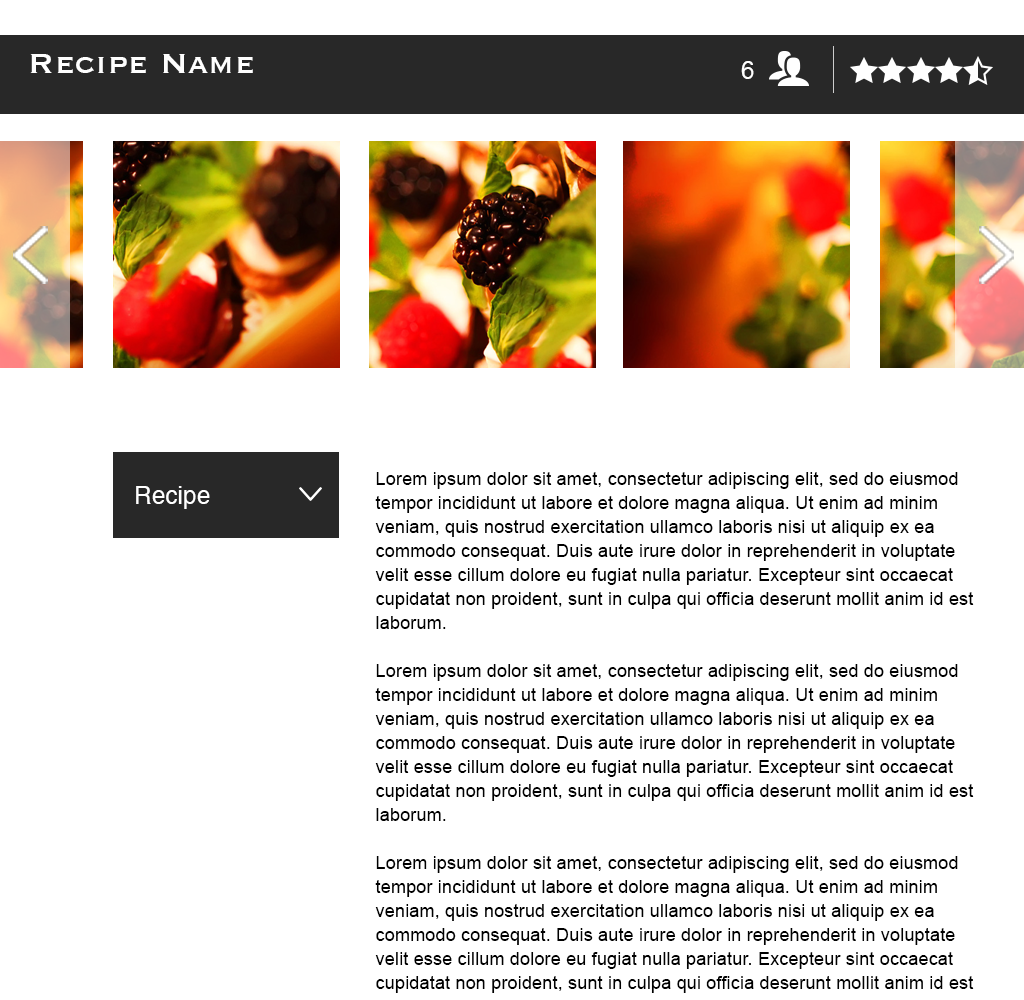 Recipe Name
6
Recipe
Lorem ipsum dolor sit amet, consectetur adipiscing elit, sed do eiusmod
tempor incididunt ut labore et dolore magna aliqua. Ut enim ad minim
veniam, quis nostrud exercitation ullamco laboris nisi ut aliquip ex ea
commodo consequat. Duis aute irure dolor in reprehenderit in voluptate
velit esse cillum dolore eu fugiat nulla pariatur. Excepteur sint occaecat
cupidatat non proident, sunt in culpa qui officia deserunt mollit anim id est
laborum.
Lorem ipsum dolor sit amet, consectetur adipiscing elit, sed do eiusmod
tempor incididunt ut labore et dolore magna aliqua. Ut enim ad minim
veniam, quis nostrud exercitation ullamco laboris nisi ut aliquip ex ea
commodo consequat. Duis aute irure dolor in reprehenderit in voluptate
velit esse cillum dolore eu fugiat nulla pariatur. Excepteur sint occaecat
cupidatat non proident, sunt in culpa qui officia deserunt mollit anim id est
laborum.
Lorem ipsum dolor sit amet, consectetur adipiscing elit, sed do eiusmod
tempor incididunt ut labore et dolore magna aliqua. Ut enim ad minim
veniam, quis nostrud exercitation ullamco laboris nisi ut aliquip ex ea
commodo consequat. Duis aute irure dolor in reprehenderit in voluptate
velit esse cillum dolore eu fugiat nulla pariatur. Excepteur sint occaecat
cupidatat non proident, sunt in culpa qui officia deserunt mollit anim id est